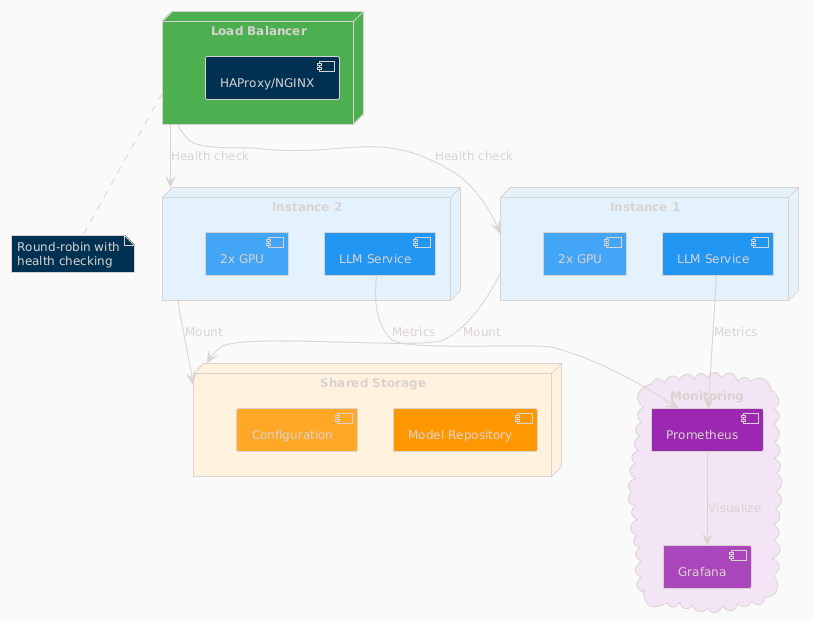 Load Balancer
HAProxy/NGINX
Health check
Health check
Instance 2
2x GPU
LLM Service
Instance 1
2x GPU
LLM Service
Round-robin with
health checking
Mount
Metrics
Mount
Metrics
Shared Storage
Configuration
Model Repository
Monitoring
Prometheus
Visualize
Grafana